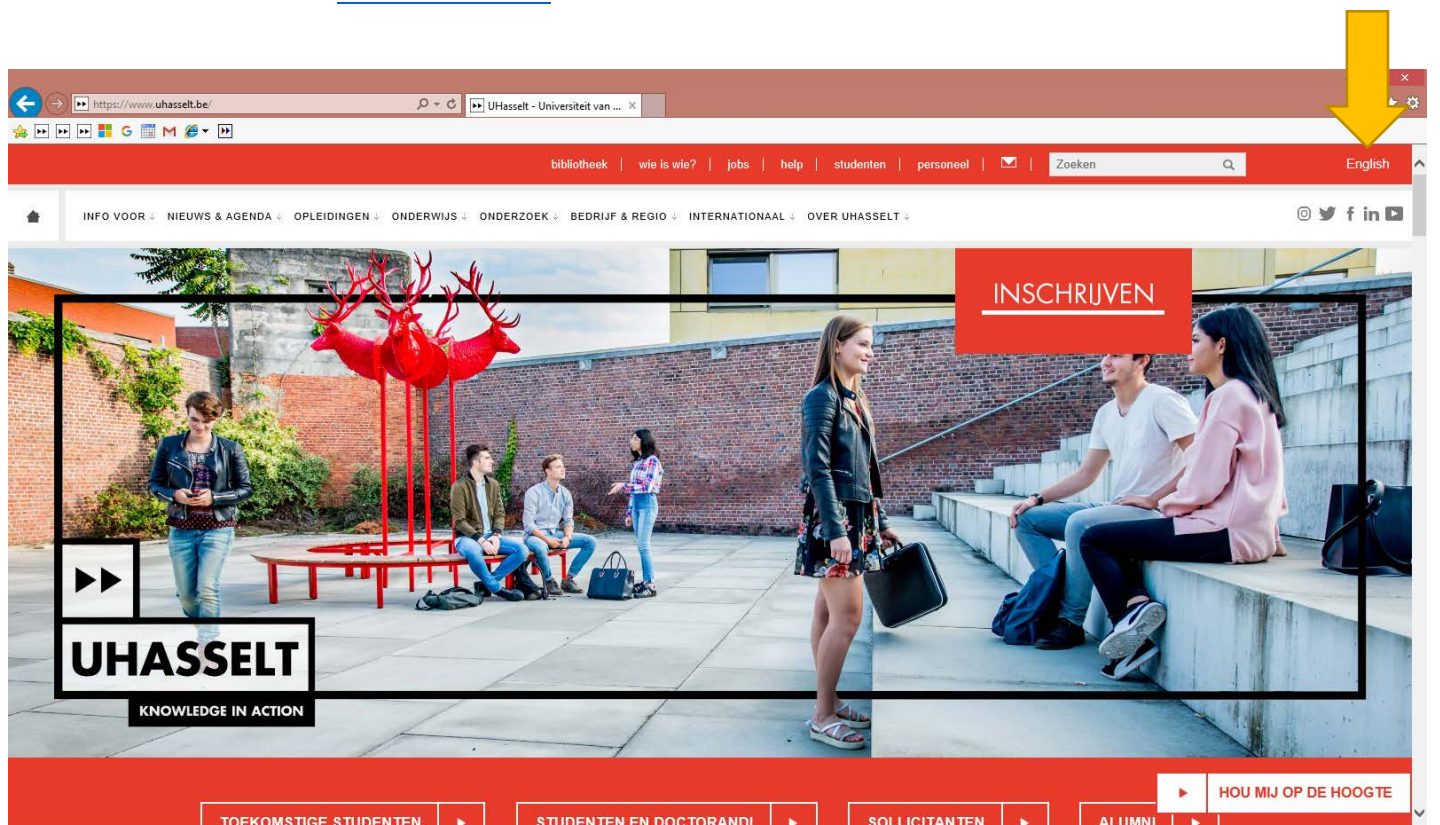 https://www.uhasselt.be/
UHasselt - Universiteit van ...
bibliotheek | wie is wie? | jobs | help | studenten | personeel |
Zoeken
English
INFO VOOR NIEUWS & AGENDA OPLEIDINGEN ONDERWIJS ONDERZOEK BEDRIJF & REGIO INTERNATIONAAL OVER UHASSELT
INSCHRIJVEN
UHASSELT
KNOWLEDGE IN ACTION
HOU MIJ OP DE HOOGTE
TOEKOMSTIGE STUDENTEN
STUDENTEN EN DOCTORANDI
SOLLICITANTEN
ALUMNI